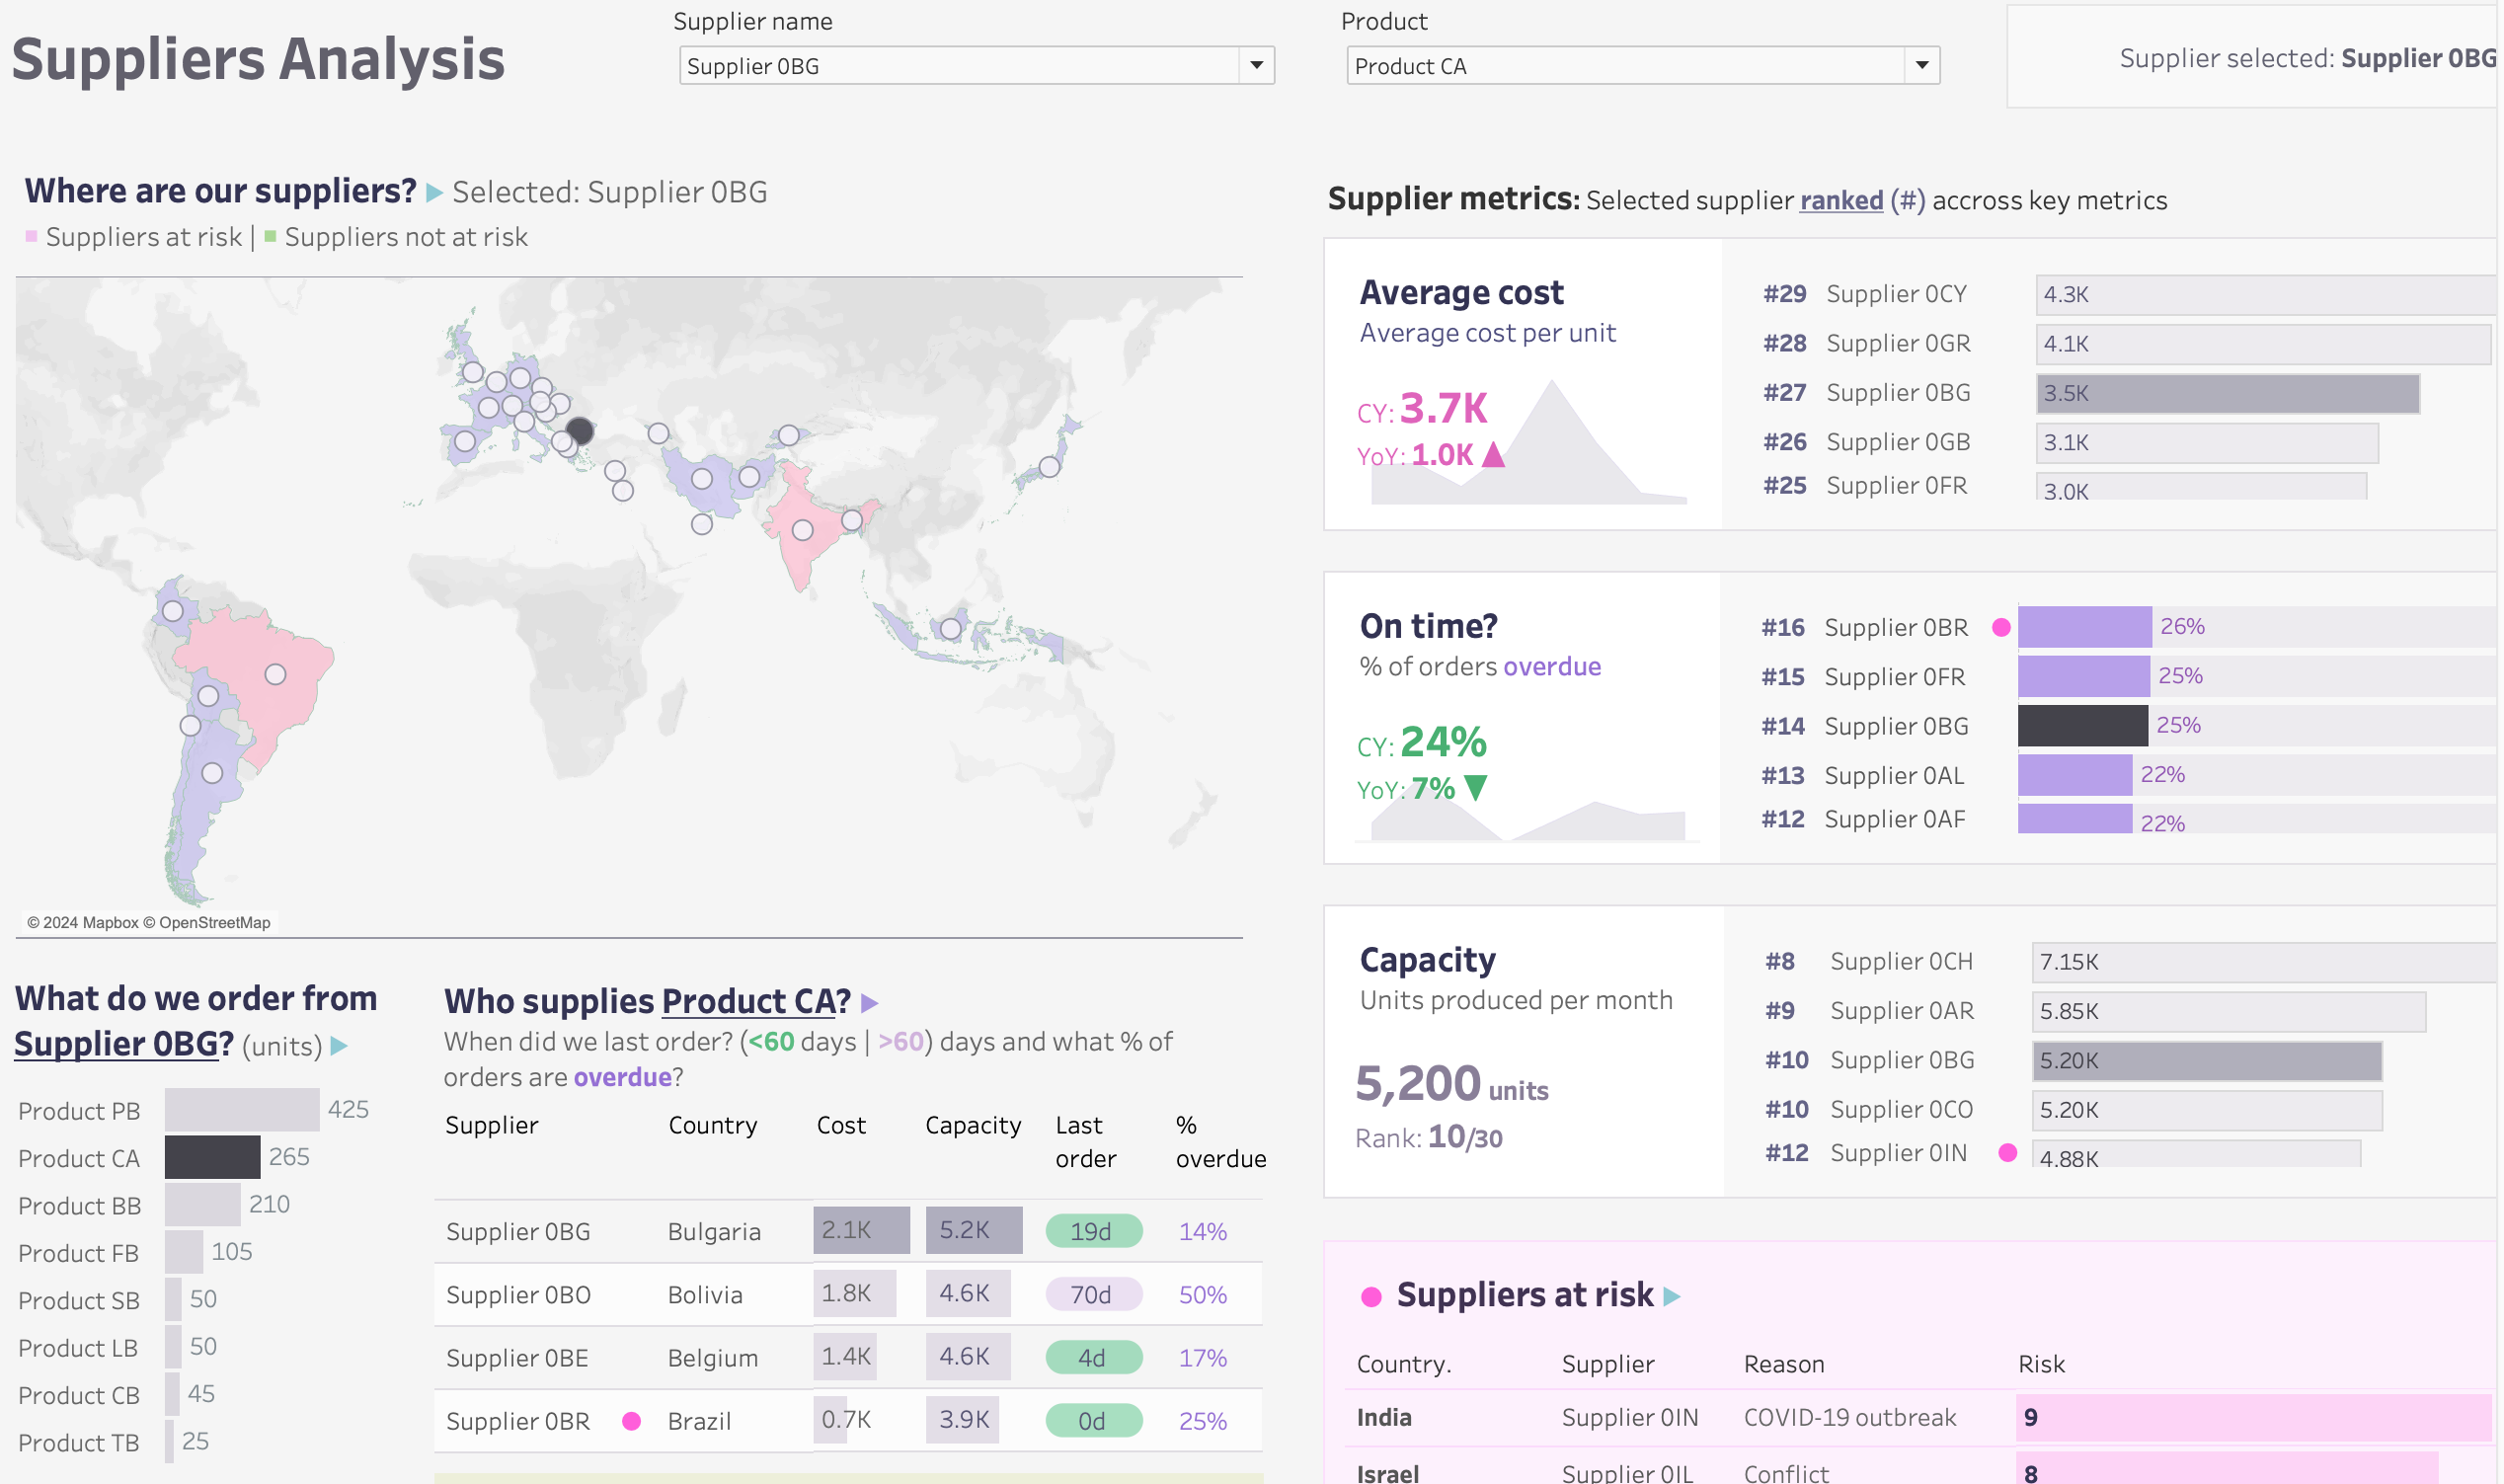 Suppliers Analysis
Supplier name
Supplier 0BG
Product
Product CA
Supplier selected: Supplier 0BG
Where are our suppliers? ▶ Selected: Supplier 0BG
Suppliers at risk | Suppliers not at risk
© 2024 Mapbox © OpenStreetMap
What do we order from
Supplier 0BG? (units) ▶
Product PB 425
Product CA 265
Product BB 210
Product FB 105
Product SB 50
Product LB 50
Product CB 45
Product TB 25
Who supplies Product CA? ▶
When did we last order? (<60 days | >60) days and what % of
orders are overdue?
Supplier Country Cost Capacity Last order % overdue
Supplier 0BG Bulgaria 2.1K 5.2K 19d 14%
Supplier 0BO Bolivia 1.8K 4.6K 70d 50%
Supplier 0BE Belgium 1.4K 4.6K 4d 17%
Supplier 0BR Brazil 0.7K 3.9K 0d 25%
Supplier metrics: Selected supplier ranked (#) accross key metrics
Average cost
Average cost per unit
CY: 3.7K
YoY: 1.0K ▲
#29 Supplier 0CY 4.3K
#28 Supplier 0GR 4.1K
#27 Supplier 0BG 3.5K
#26 Supplier 0GB 3.1K
#25 Supplier 0FR 3.0K
On time?
% of orders overdue
CY: 24%
YoY: 7% ▼
#16 Supplier 0BR 26%
#15 Supplier 0FR 25%
#14 Supplier 0BG 25%
#13 Supplier 0AL 22%
#12 Supplier 0AF 22%
Capacity
Units produced per month
5,200 units
Rank: 10/30
#8 Supplier 0CH 7.15K
#9 Supplier 0AR 5.85K
#10 Supplier 0BG 5.20K
#10 Supplier 0CO 5.20K
#12 Supplier 0IN 4.88K
Suppliers at risk ▶
Country. Supplier Reason Risk
India Supplier 0IN COVID-19 outbreak 9
Israel Supplier 0IL Conflict 8